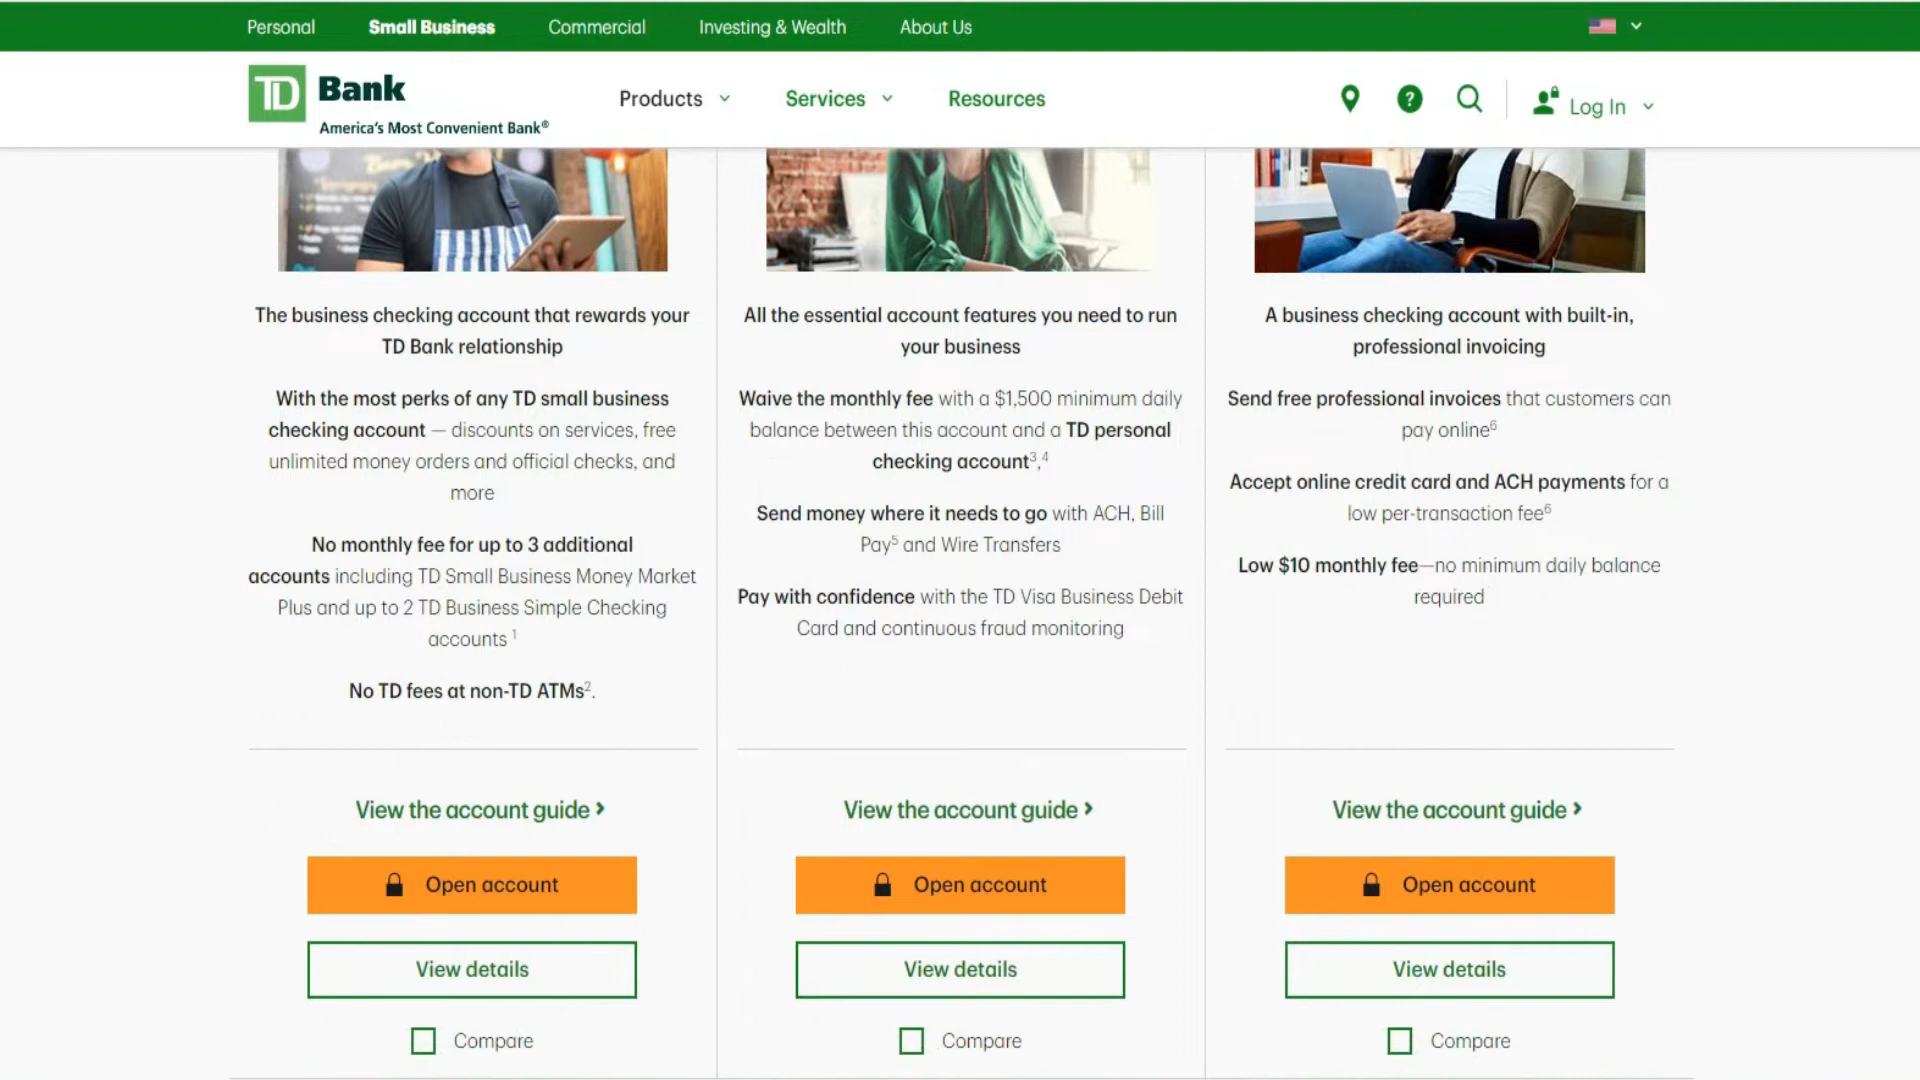 Personal
Small Business
Commercial
Investing & Wealth
About Us
TD
Bank
America's Most Convenient Bank®
Products
Services
Resources
?
Log In
The business checking account that rewards your
TD Bank relationship
With the most perks of any TD small business
checking account — discounts on services, free
unlimited money orders and official checks, and
more
No monthly fee for up to 3 additional
accounts including TD Small Business Money Market
Plus and up to 2 TD Business Simple Checking
accounts 1
No TD fees at non-TD ATMs2.
View the account guide ›
Open account
View details
Compare
All the essential account features you need to run
your business
Waive the monthly fee with a $1,500 minimum daily
balance between this account and a TD personal
checking account3,4
Send money where it needs to go with ACH, Bill
Pay5 and Wire Transfers
Pay with confidence with the TD Visa Business Debit
Card and continuous fraud monitoring
View the account guide ›
Open account
View details
Compare
A business checking account with built-in,
professional invoicing
Send free professional invoices that customers can
pay online6
Accept online credit card and ACH payments for a
low per-transaction fee6
Low $10 monthly fee—no minimum daily balance
required
View the account guide ›
Open account
View details
Compare